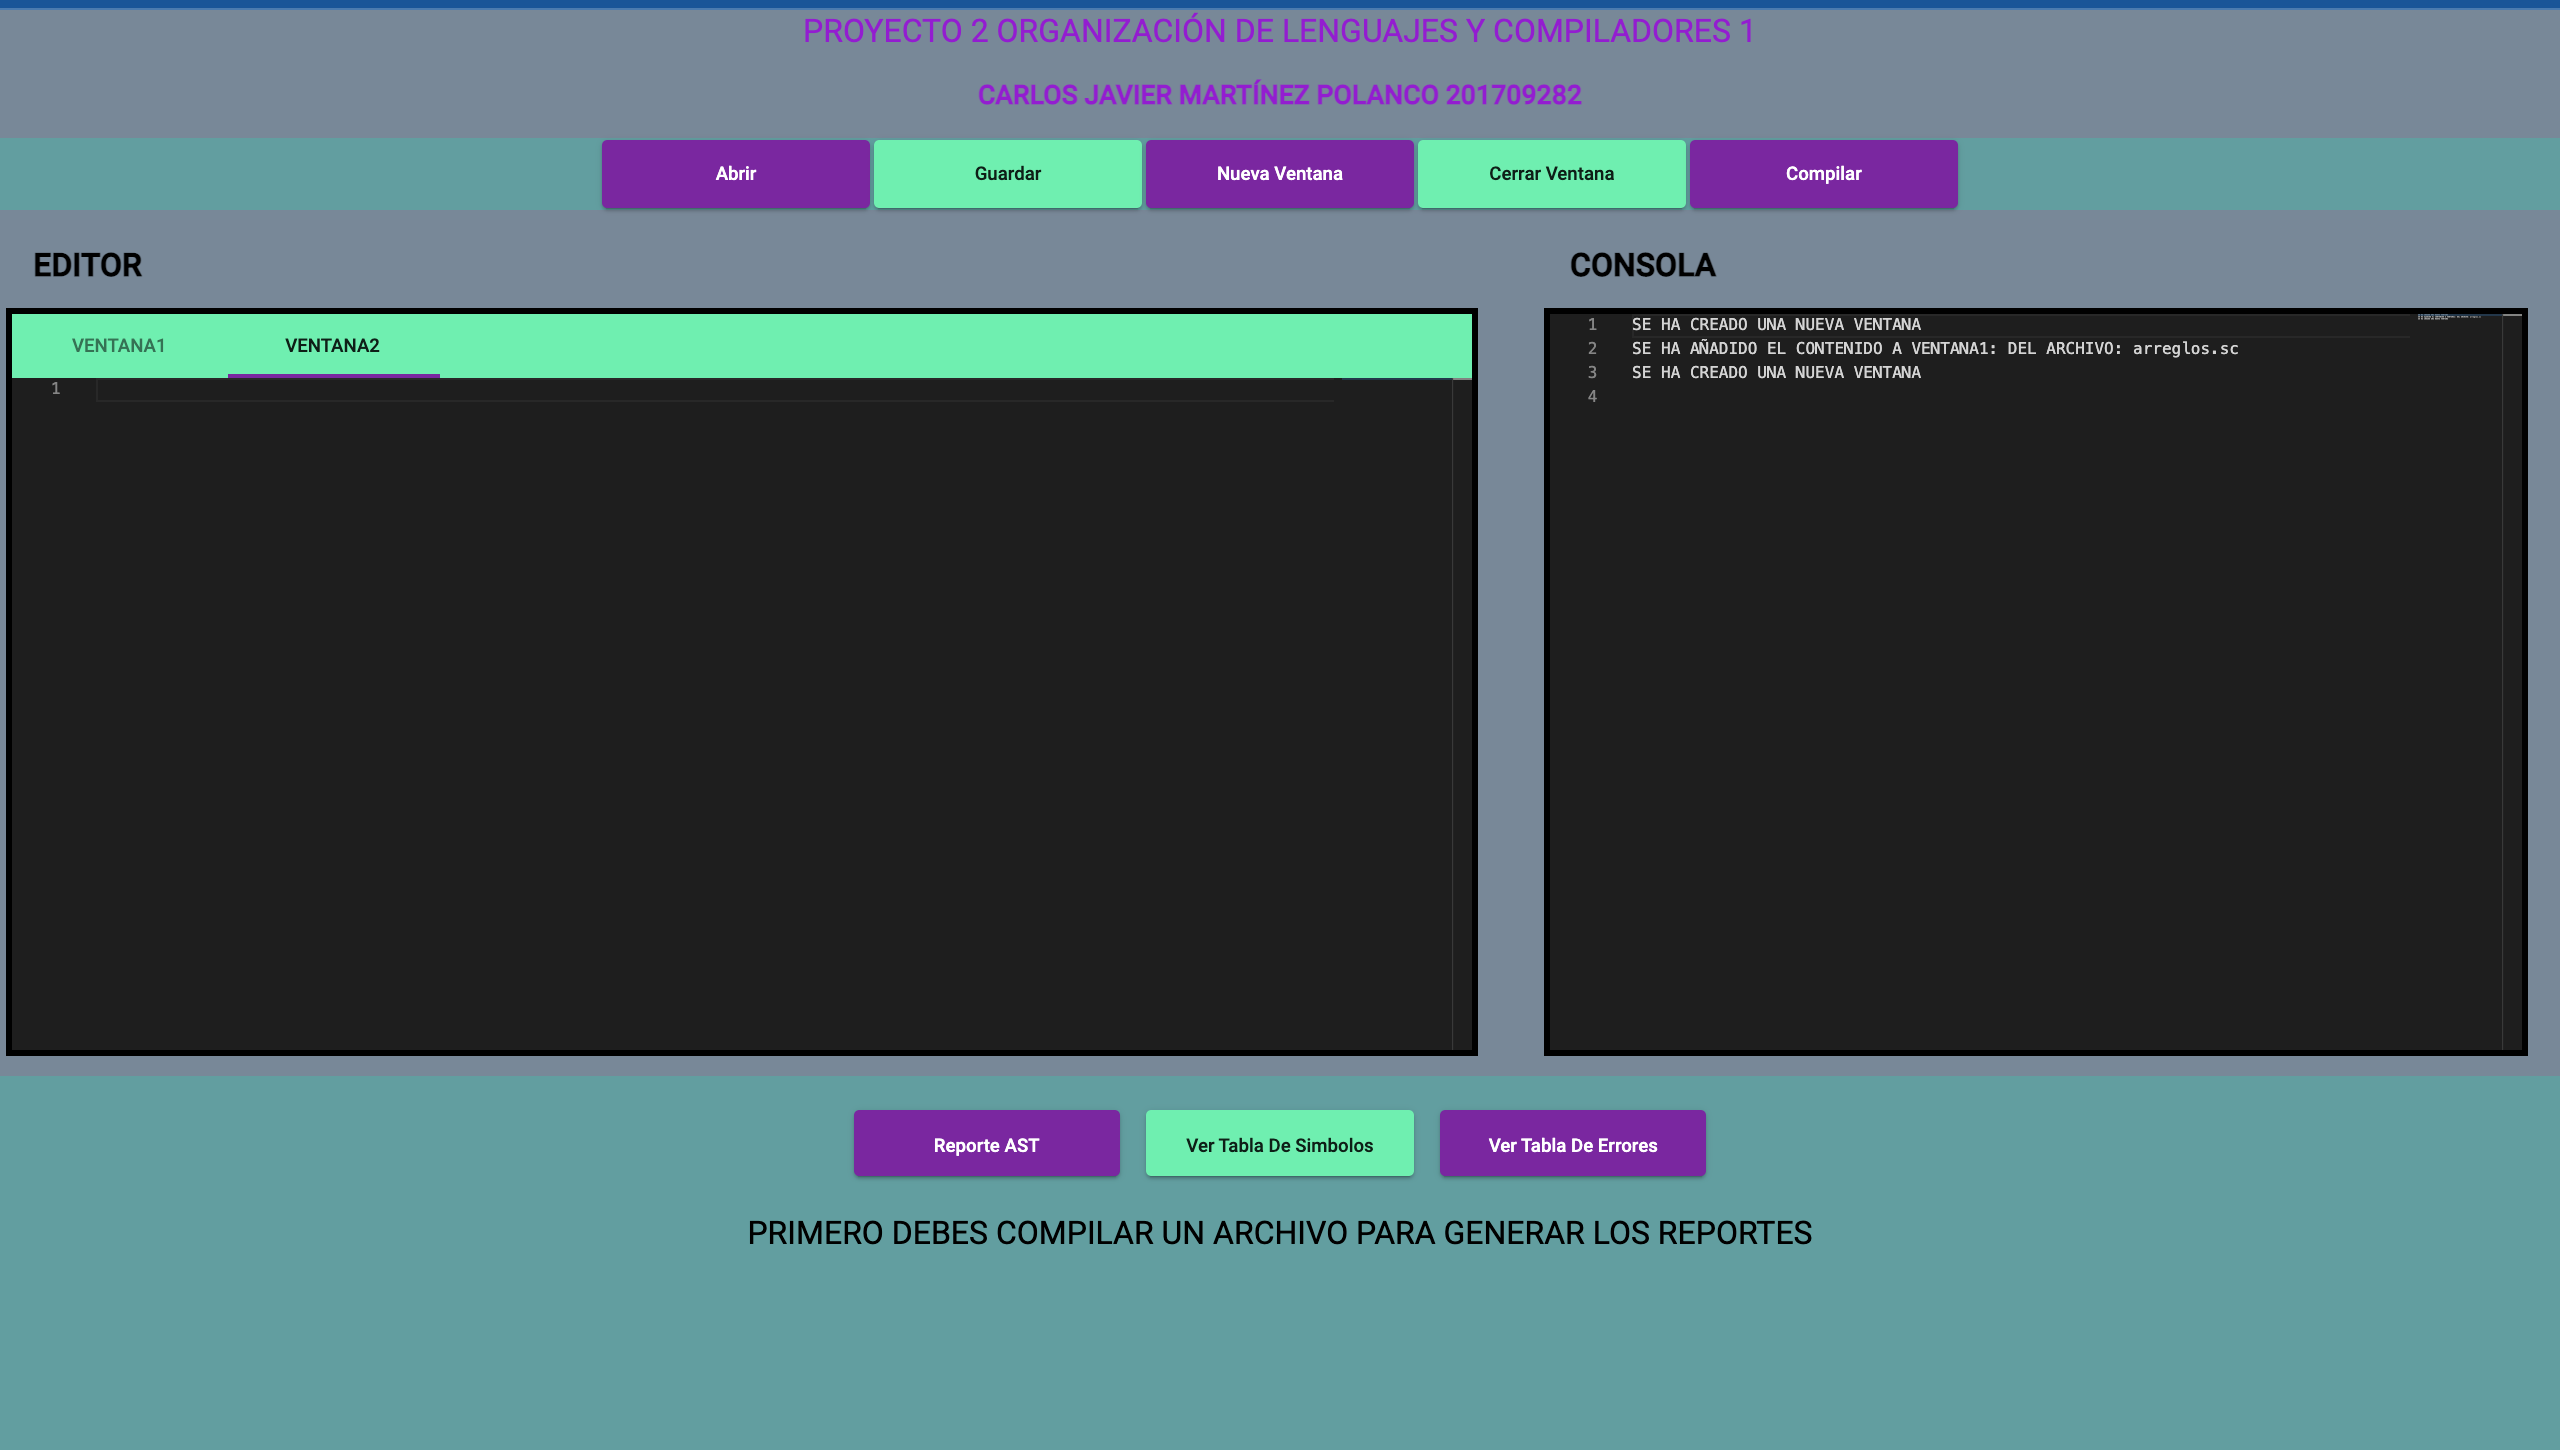 PROYECTO 2 ORGANIZACIÓN DE LENGUAJES Y COMPILADORES 1
CARLOS JAVIER MARTÍNEZ POLANCO 201709282
Abrir
Guardar
Nueva Ventana
Cerrar Ventana
Compilar
EDITOR
VENTANA1
VENTANA2
1
CONSOLA
1 SE HA CREADO UNA NUEVA VENTANA
2 SE HA AÑADIDO EL CONTENIDO A VENTANA1: DEL ARCHIVO: arreglos.sc
3 SE HA CREADO UNA NUEVA VENTANA
4
Reporte AST
Ver Tabla De Simbolos
Ver Tabla De Errores
PRIMERO DEBES COMPILAR UN ARCHIVO PARA GENERAR LOS REPORTES